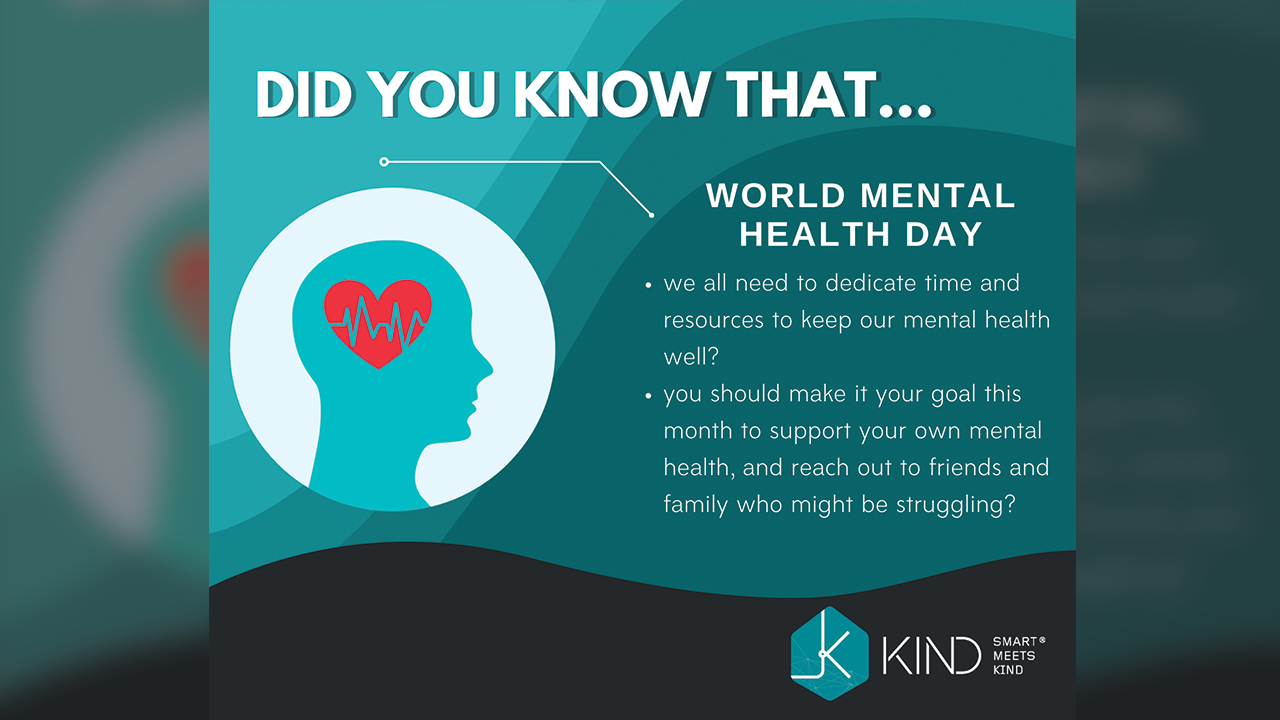 DID YOU KNOW THAT...
WORLD MENTAL
HEALTH DAY
• we all need to dedicate time and
resources to keep our mental health
well?
• you should make it your goal this
month to support your own mental
health, and reach out to friends and
family who might be struggling?
KIND
SMART®
MEETS
KIND